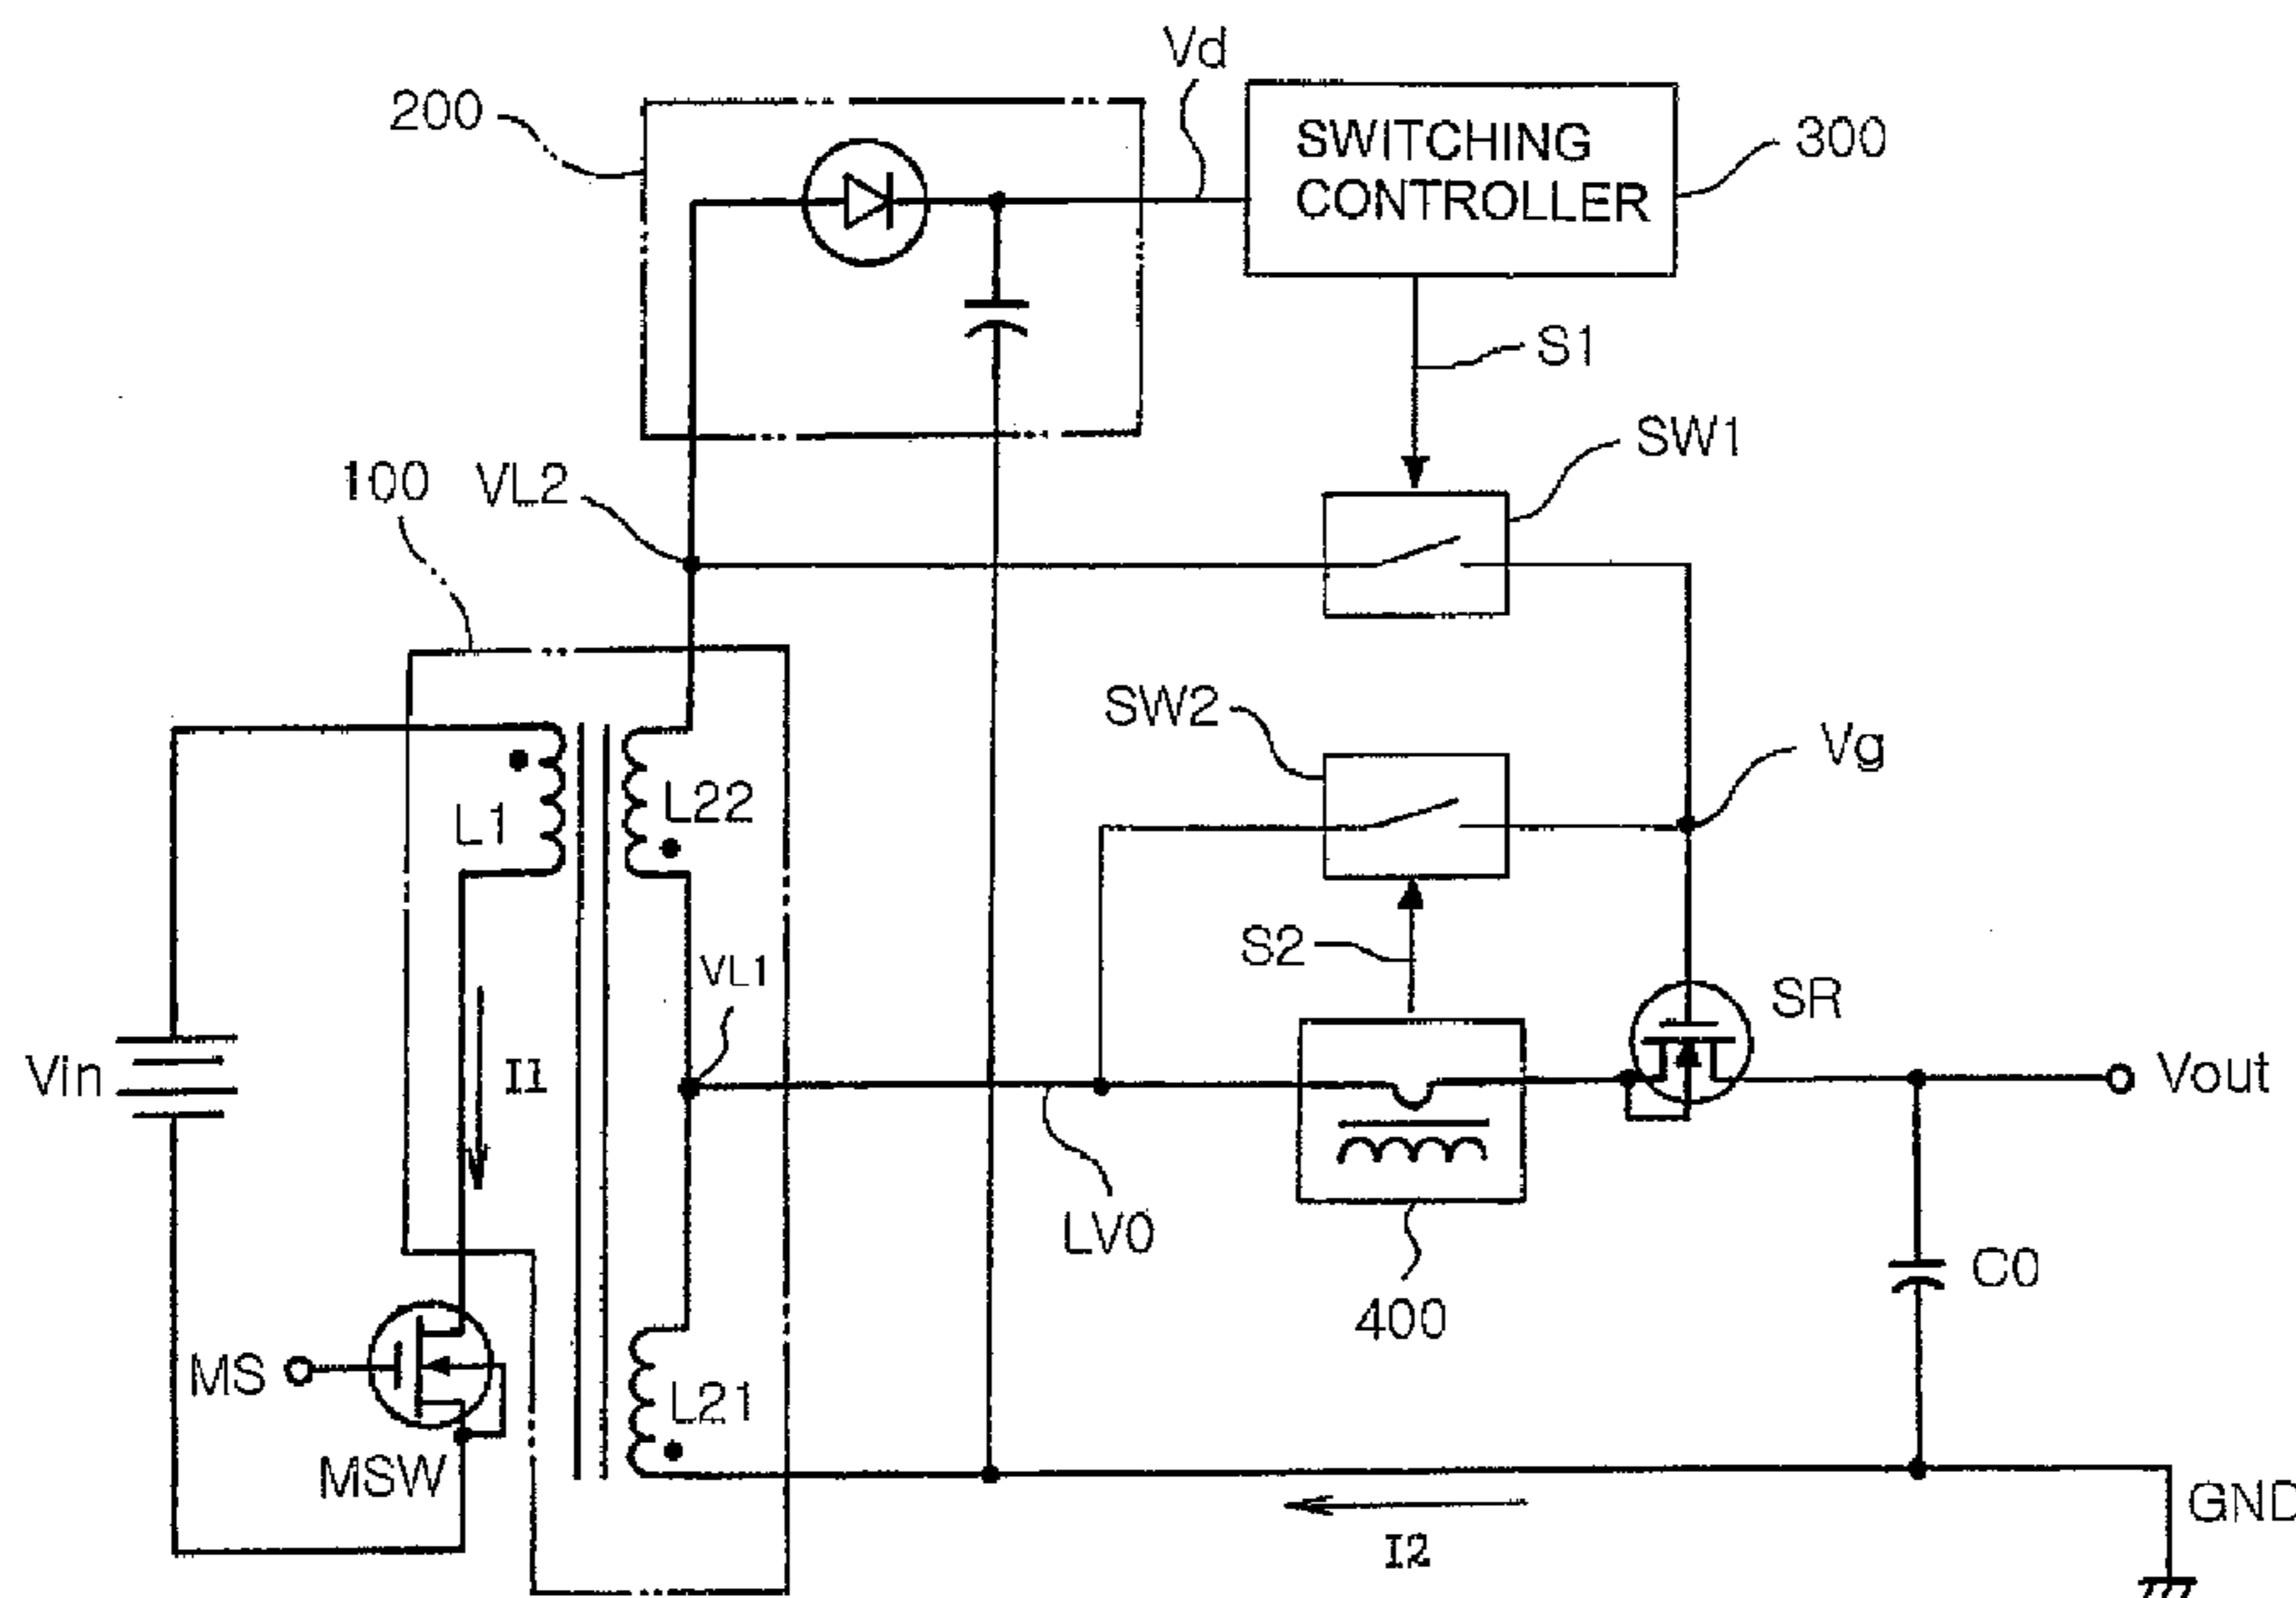 Vd
200
SWITCHING
CONTROLLER
300
S1
SW1
100
VL2
SW2
Vg
L1
L22
S2
VL1
SR
Vin
I1
Vout
LV0
C0
400
MS
L21
MSW
GND
I2